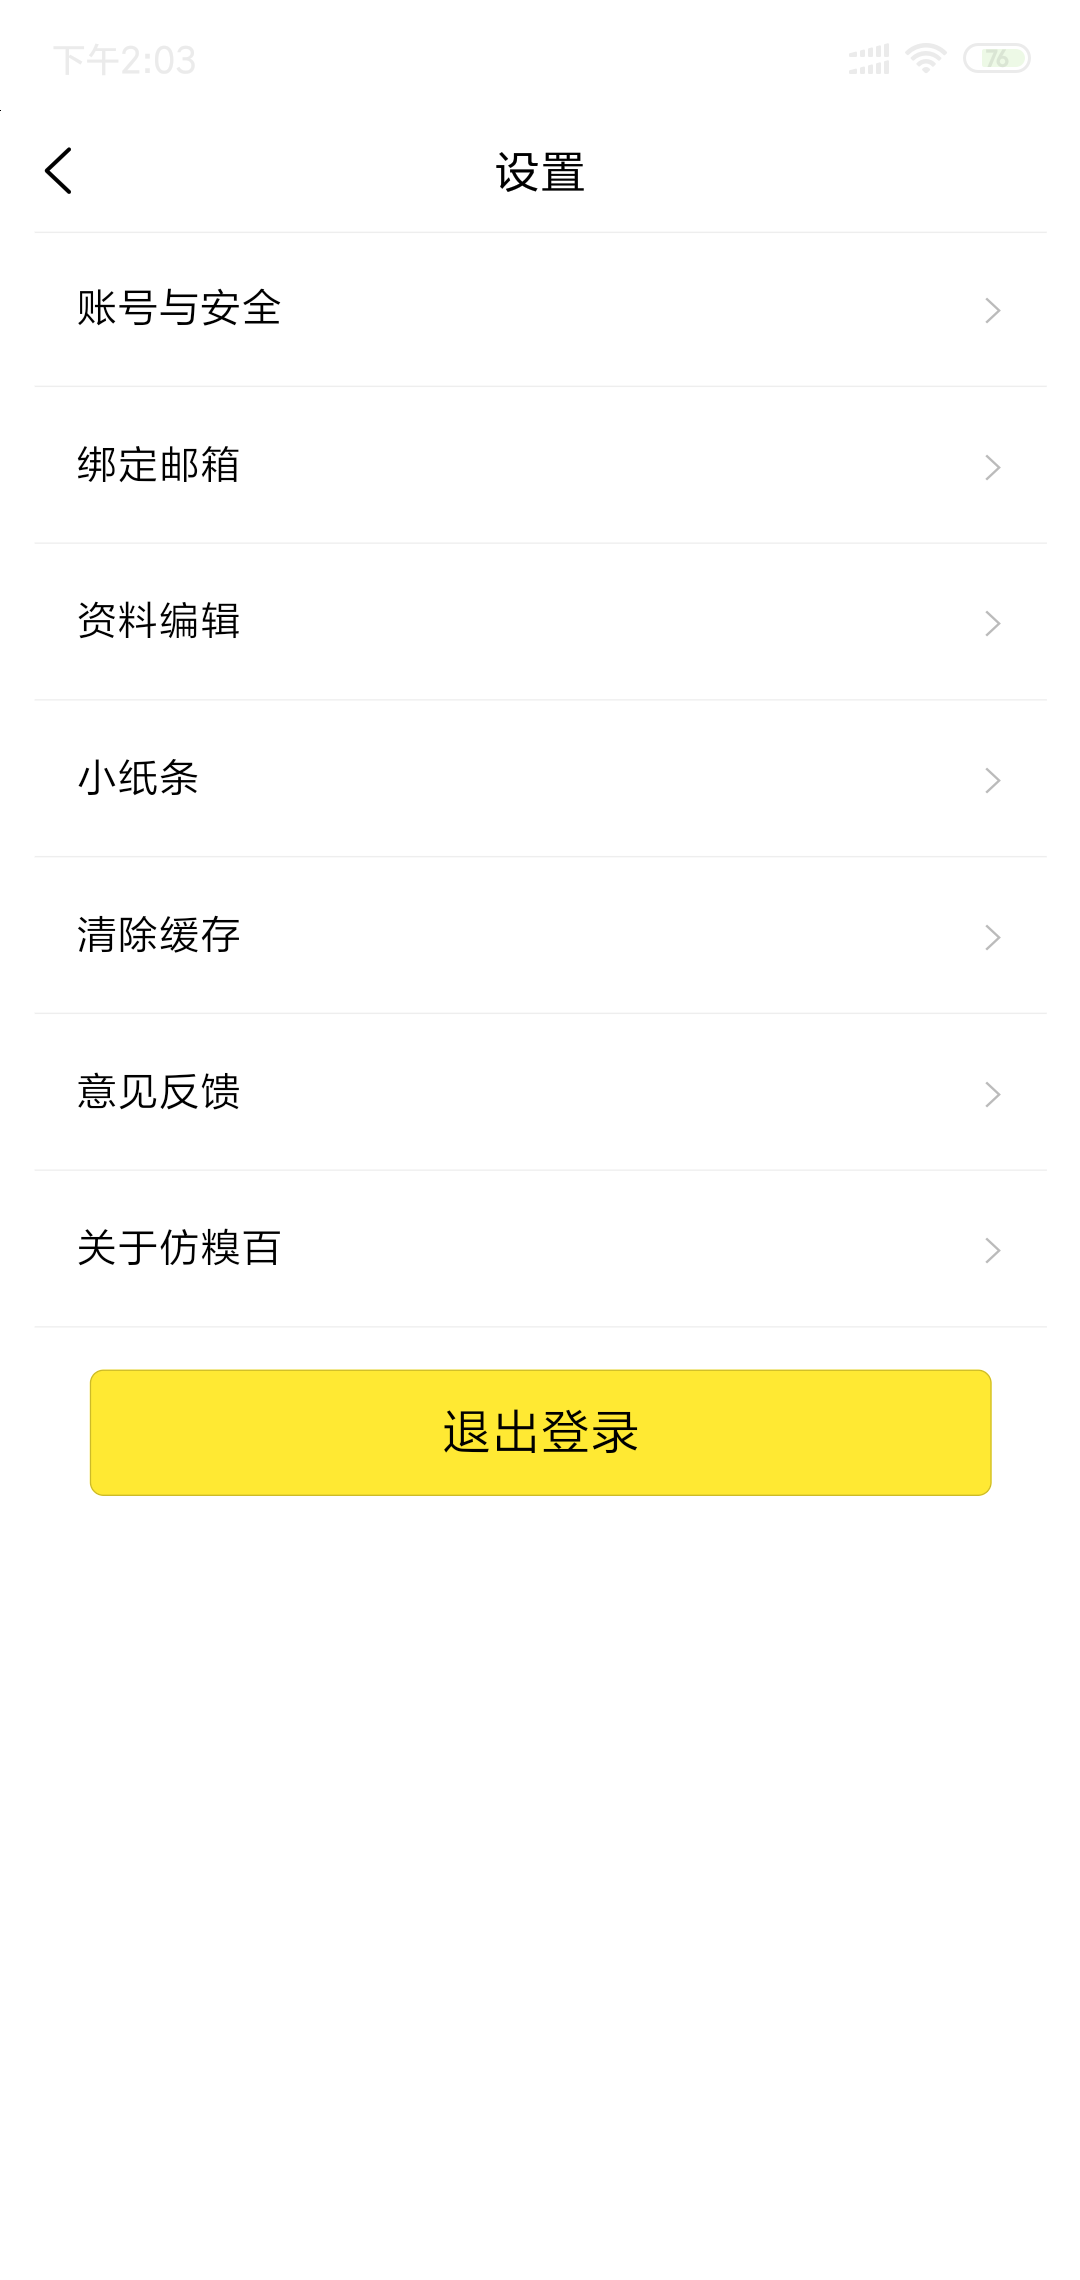 下午2:03
76
设置
账号与安全
绑定邮箱
资料编辑
小纸条
清除缓存
意见反馈
关于仿糗百
退出登录